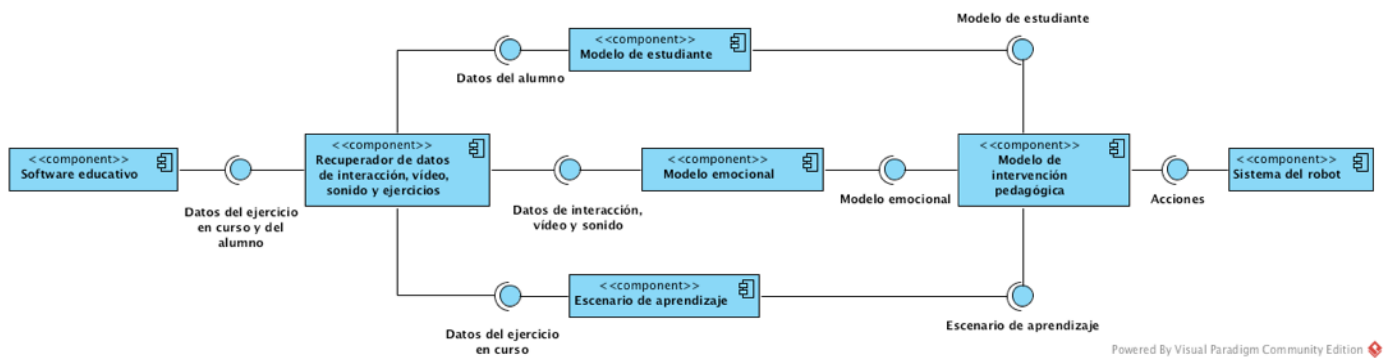 Modelo de estudiante
<<component>>
Modelo de estudiante
Datos del alumno
<<component>>
Software educativo
Datos del ejercicio
en curso y del
alumno
<<component>>
Recuperador de datos
de interacción, vídeo,
sonido y ejercicios
Datos de interacción,
vídeo y sonido
<<component>>
Modelo emocional
Modelo emocional
<<component>>
Modelo de
intervención
pedagógica
Acciones
<<component>>
Sistema del robot
<<component>>
Escenario de aprendizaje
Datos del ejercicio
en curso
Escenario de aprendizaje
Powered By Visual Paradigm Community Edition